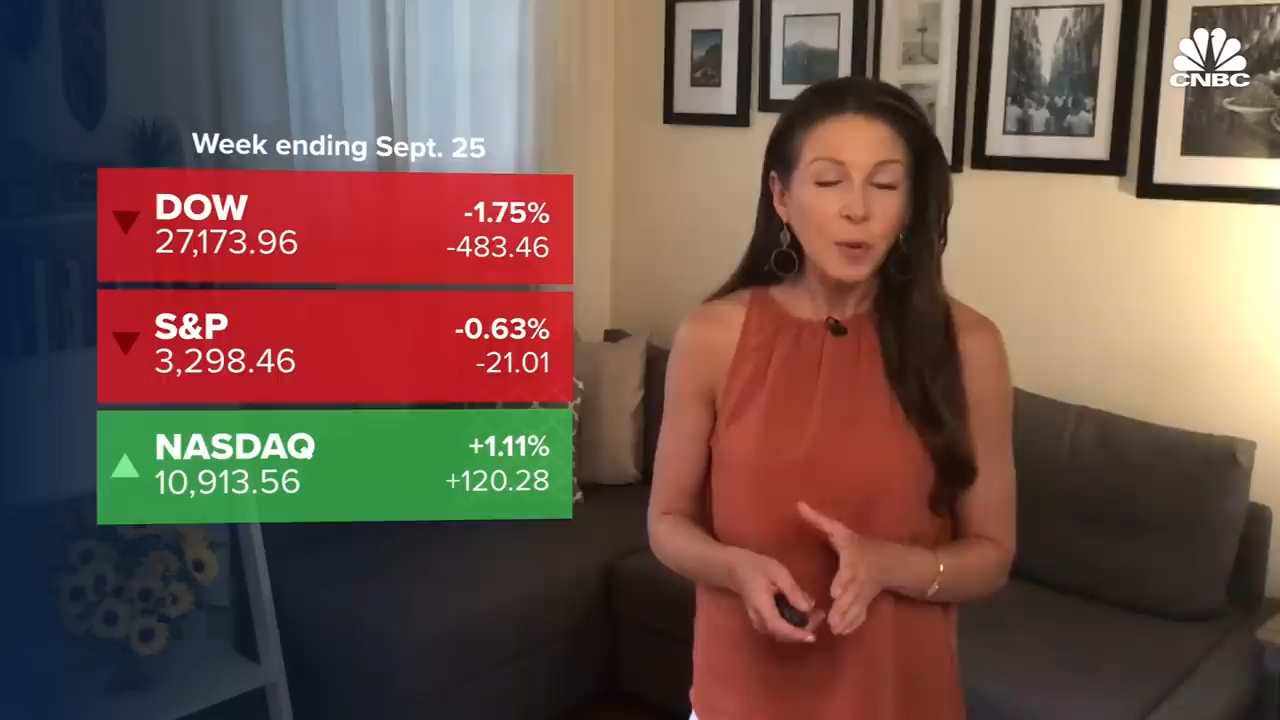 CNBC
Week ending Sept. 25
DOW -1.75%
27,173.96 -483.46
S&P -0.63%
3,298.46 -21.01
NASDAQ +1.11%
10,913.56 +120.28